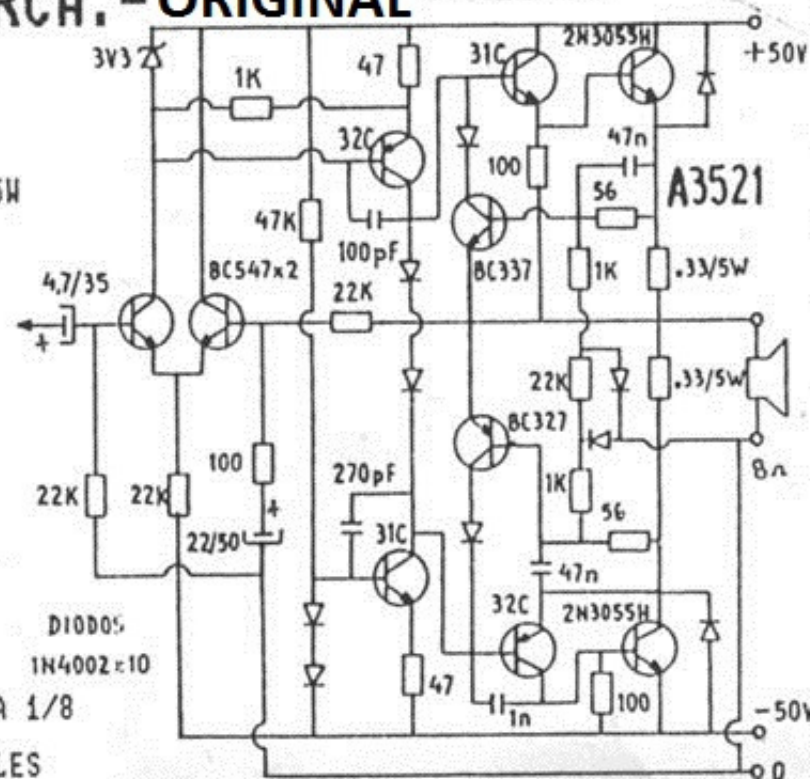 RCH.- ORIGINAL
3V3
1K
47
31C
2N3055H
+50V
32C
47n
5W
100
A3521
47K
56
100pF
4,7/35
BC547x2
22K
BC337
1K
.33/5W
+
22K
.33/5W
BC327
8Ω
100
270pF
1K
22K
22K
+
22/50
31C
56
47n
32C
2N3055H
DIODOS
1N4002x10
47
100
A 1/8
1n
-50V
LES
0